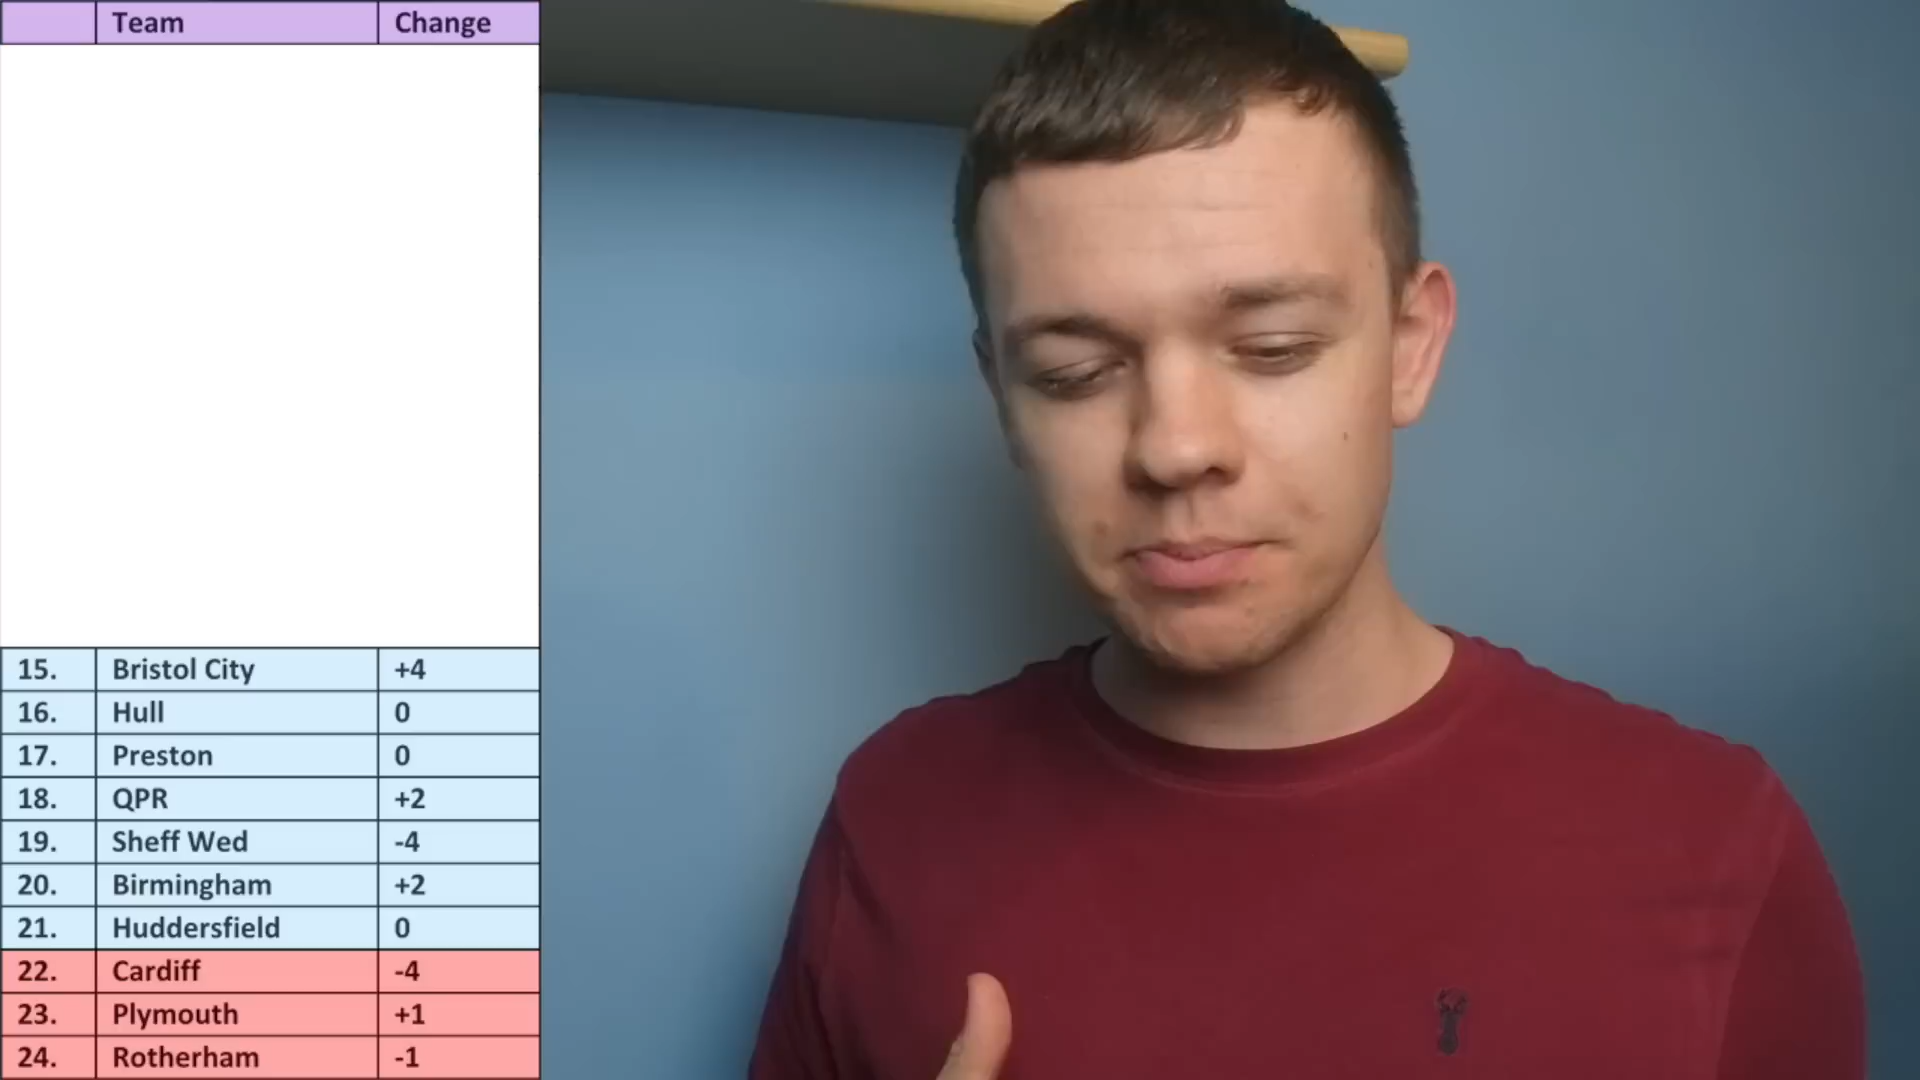 Team Change
15. Bristol City +4
16. Hull 0
17. Preston 0
18. QPR +2
19. Sheff Wed -4
20. Birmingham +2
21. Huddersfield 0
22. Cardiff -4
23. Plymouth +1
24. Rotherham -1